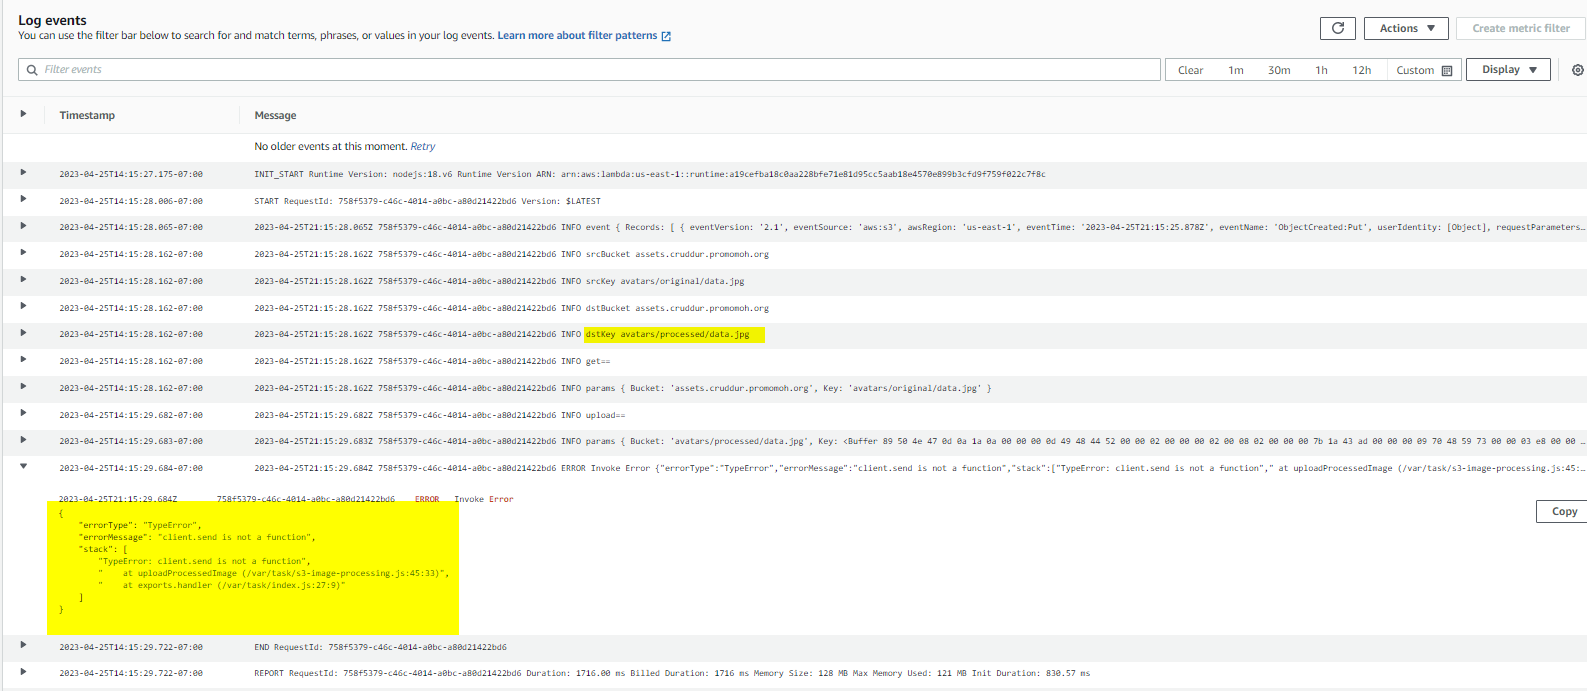 Log events
You can use the filter bar below to search for and match terms, phrases, or values in your log events. Learn more about filter patterns
Actions
Create metric filter
Filter events
Clear 1m 30m 1h 12h Custom
Display
Timestamp Message
No older events at this moment. Retry
2023-04-25T14:15:27.175-07:00 INIT_START Runtime Version: nodejs:18.v6 Runtime Version ARN: arn:aws:lambda:us-east-1::runtime:a19cefba18c0aa228bfe71e81d95cc5aab18e4570e899b3cfd9f759f022c7f8c
2023-04-25T14:15:28.006-07:00 START RequestId: 758f5379-c46c-4014-a0bc-a80d21422bd6 Version: $LATEST
2023-04-25T14:15:28.065-07:00 2023-04-25T21:15:28.065Z 758f5379-c46c-4014-a0bc-a80d21422bd6 INFO event { Records: [ { eventVersion: '2.1', eventSource: 'aws:s3', awsRegion: 'us-east-1', eventTime: '2023-04-25T21:15:25.878Z', eventName: 'ObjectCreated:Put', userIdentity: [Object], requestParameters…
2023-04-25T14:15:28.162-07:00 2023-04-25T21:15:28.162Z 758f5379-c46c-4014-a0bc-a80d21422bd6 INFO srcBucket assets.cruddur.promomoh.org
2023-04-25T14:15:28.162-07:00 2023-04-25T21:15:28.162Z 758f5379-c46c-4014-a0bc-a80d21422bd6 INFO srcKey avatars/original/data.jpg
2023-04-25T14:15:28.162-07:00 2023-04-25T21:15:28.162Z 758f5379-c46c-4014-a0bc-a80d21422bd6 INFO dstBucket assets.cruddur.promomoh.org
2023-04-25T14:15:28.162-07:00 2023-04-25T21:15:28.162Z 758f5379-c46c-4014-a0bc-a80d21422bd6 INFO dstKey avatars/processed/data.jpg
2023-04-25T14:15:28.162-07:00 2023-04-25T21:15:28.162Z 758f5379-c46c-4014-a0bc-a80d21422bd6 INFO get==
2023-04-25T14:15:28.162-07:00 2023-04-25T21:15:28.162Z 758f5379-c46c-4014-a0bc-a80d21422bd6 INFO params { Bucket: 'assets.cruddur.promomoh.org', Key: 'avatars/original/data.jpg' }
2023-04-25T14:15:29.682-07:00 2023-04-25T21:15:29.682Z 758f5379-c46c-4014-a0bc-a80d21422bd6 INFO upload==
2023-04-25T14:15:29.683-07:00 2023-04-25T21:15:29.683Z 758f5379-c46c-4014-a0bc-a80d21422bd6 INFO params { Bucket: 'avatars/processed/data.jpg', Key: <Buffer 89 50 4e 47 0d 0a 1a 0a 00 00 00 0d 49 48 44 52 00 00 02 00 00 00 02 00 08 02 00 00 00 7b 1a 43 ad 00 00 00 09 70 48 59 73 00 00 03 e8 00 00 …
2023-04-25T14:15:29.684-07:00 2023-04-25T21:15:29.684Z 758f5379-c46c-4014-a0bc-a80d21422bd6 ERROR Invoke Error {"errorType":"TypeError","errorMessage":"client.send is not a function","stack":["TypeError: client.send is not a function"," at uploadProcessedImage (/var/task/s3-image-processing.js:45:…
2023-04-25T21:15:29.684Z 758f5379-c46c-4014-a0bc-a80d21422bd6 ERROR Invoke Error
Copy
{
"errorType": "TypeError",
"errorMessage": "client.send is not a function",
"stack": [
"TypeError: client.send is not a function",
" at uploadProcessedImage (/var/task/s3-image-processing.js:45:33)",
" at exports.handler (/var/task/index.js:27:9)"
]
}
2023-04-25T14:15:29.722-07:00 END RequestId: 758f5379-c46c-4014-a0bc-a80d21422bd6
2023-04-25T14:15:29.722-07:00 REPORT RequestId: 758f5379-c46c-4014-a0bc-a80d21422bd6 Duration: 1716.00 ms Billed Duration: 1716 ms Memory Size: 128 MB Max Memory Used: 121 MB Init Duration: 830.57 ms